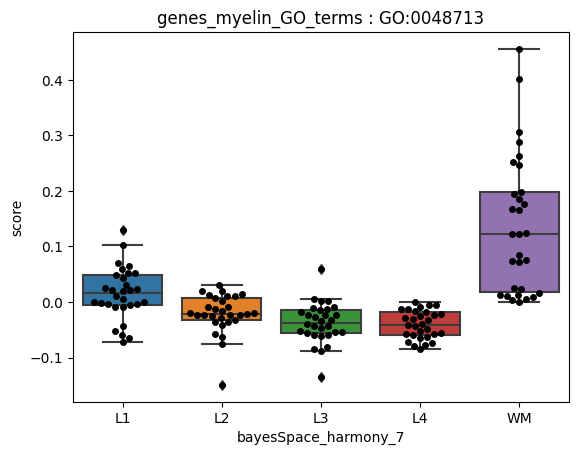 genes_myelin_GO_terms : GO:0048713
score
0.4
0.3
0.2
0.1
0.0
−0.1
L1 L2 L3 L4 WM
bayesSpace_harmony_7